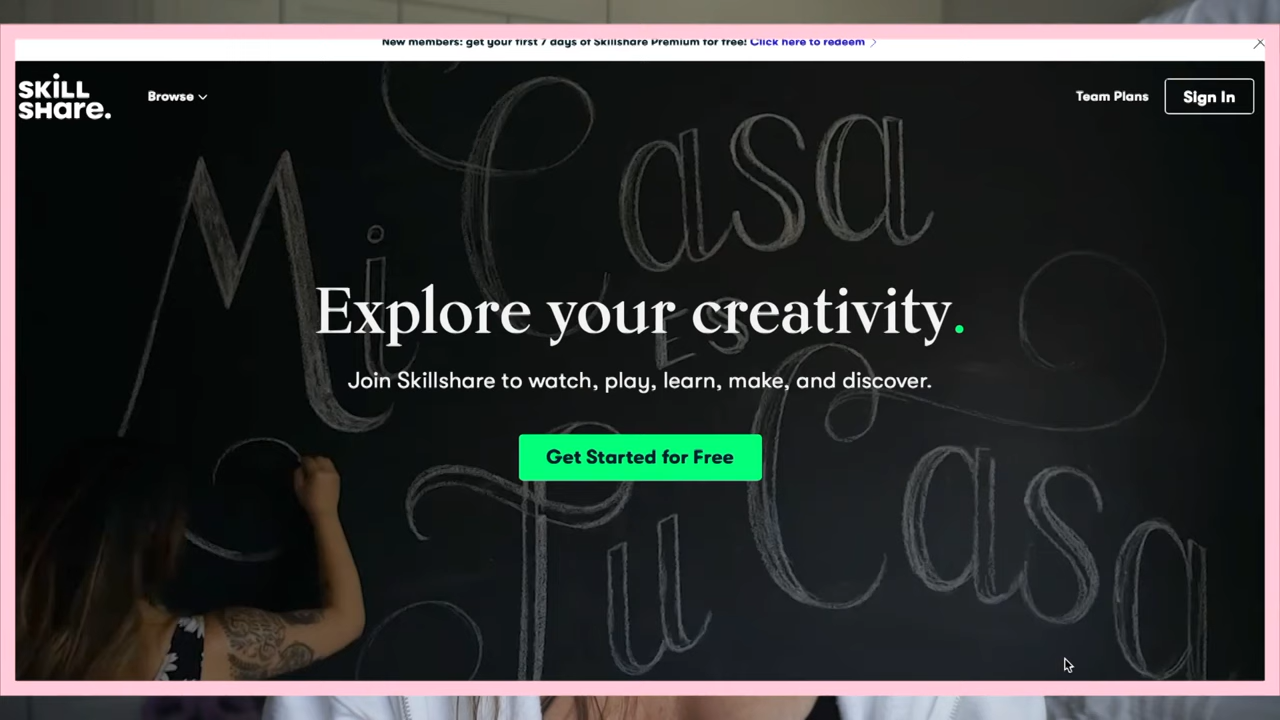 New members: get your first 7 days of Skillshare Premium for free! Click here to redeem
SKILL
SHare.
Browse
Team Plans
Sign In
Mi Casa
ES
Explore your creativity.
Join Skillshare to watch, play, learn, make, and discover.
Get Started for Free
Tu Casa